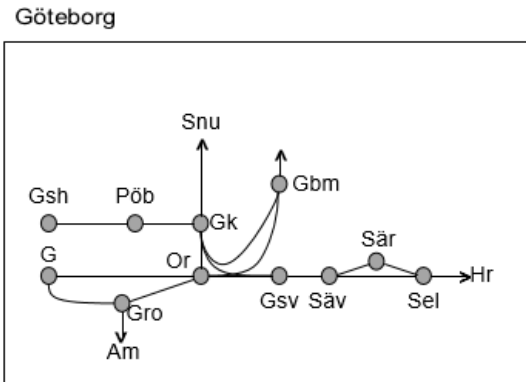 Göteborg
Snu
Gbm
Gsh
Pöb
Gk
Sär
G
Or
Hr
Gsv
Säv
Sel
Gro
Am